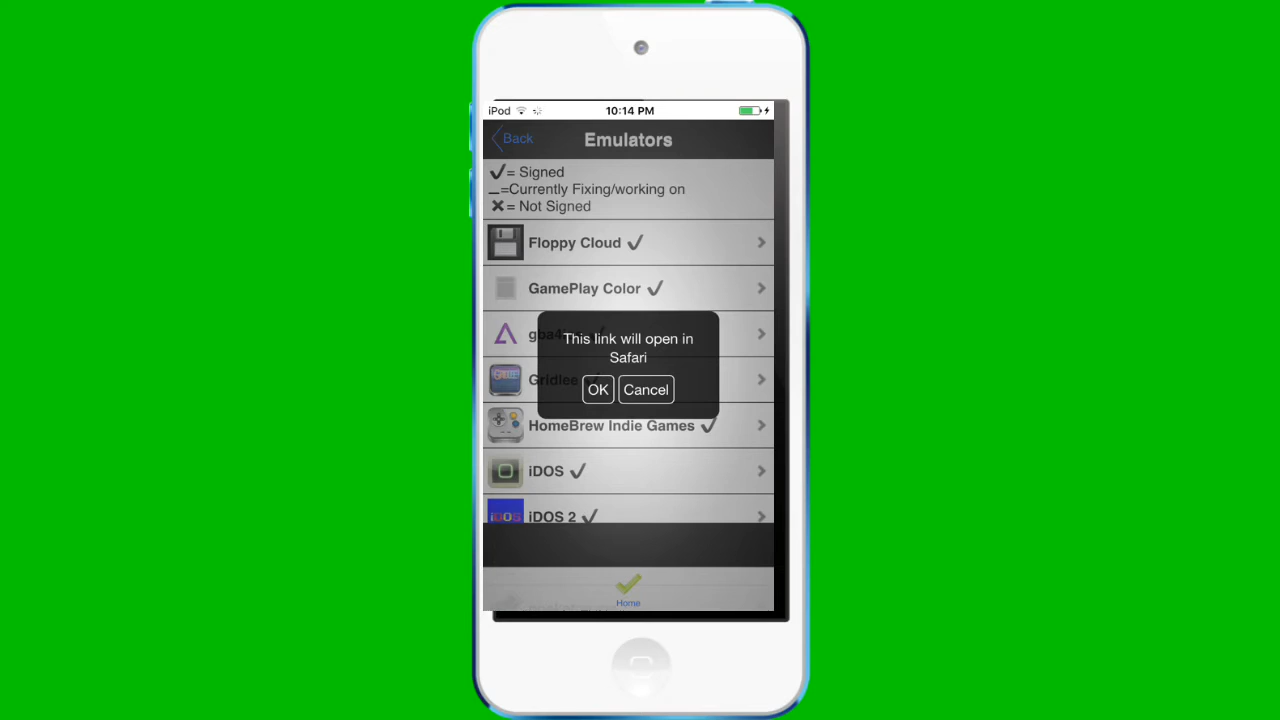 iPod 10:14 PM
Back Emulators
✔= Signed
_=Currently Fixing/working on
✖= Not Signed
Floppy Cloud ✔
GamePlay Color ✔
This link will open in
Safari
Gridlee
OK Cancel
HomeBrew Indie Games ✔
iDOS ✔
iDOS
iDOS 2 ✔
Home